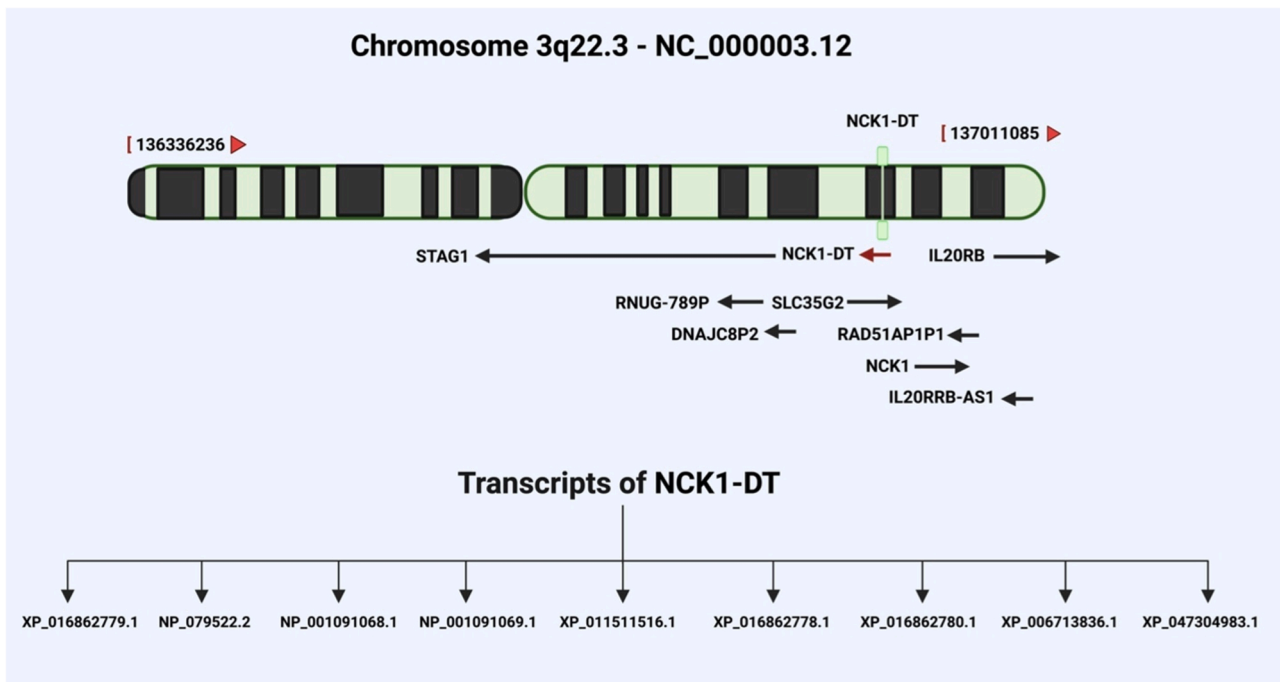 Chromosome 3q22.3 - NC_000003.12
NCK1-DT
[ 136336236
[ 137011085
STAG1
NCK1-DT
IL20RB
RNUG-789P
SLC35G2
DNAJC8P2
RAD51AP1P1
NCK1
IL20RRB-AS1
Transcripts of NCK1-DT
XP_016862779.1
NP_079522.2
NP_001091068.1
NP_001091069.1
XP_011511516.1
XP_016862778.1
XP_016862780.1
XP_006713836.1
XP_047304983.1